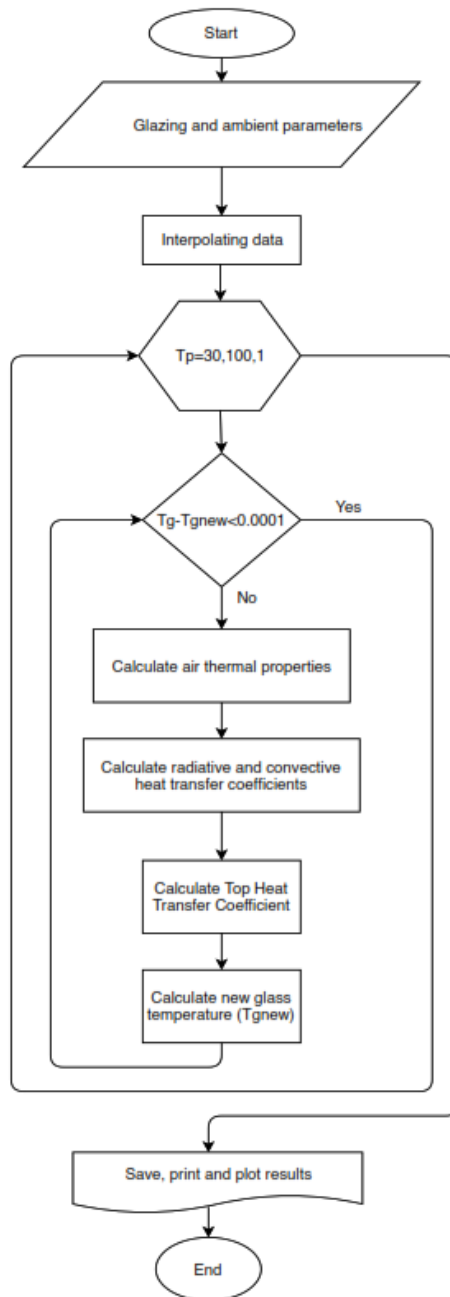 Start
Glazing and ambient parameters
Interpolating data
Tp=30,100,1
Tg-Tgnew<0.0001
Yes
No
Calculate air thermal properties
Calculate radiative and convective
heat transfer coefficients
Calculate Top Heat
Transfer Coefficient
Calculate new glass
temperature (Tgnew)
Save, print and plot results
End